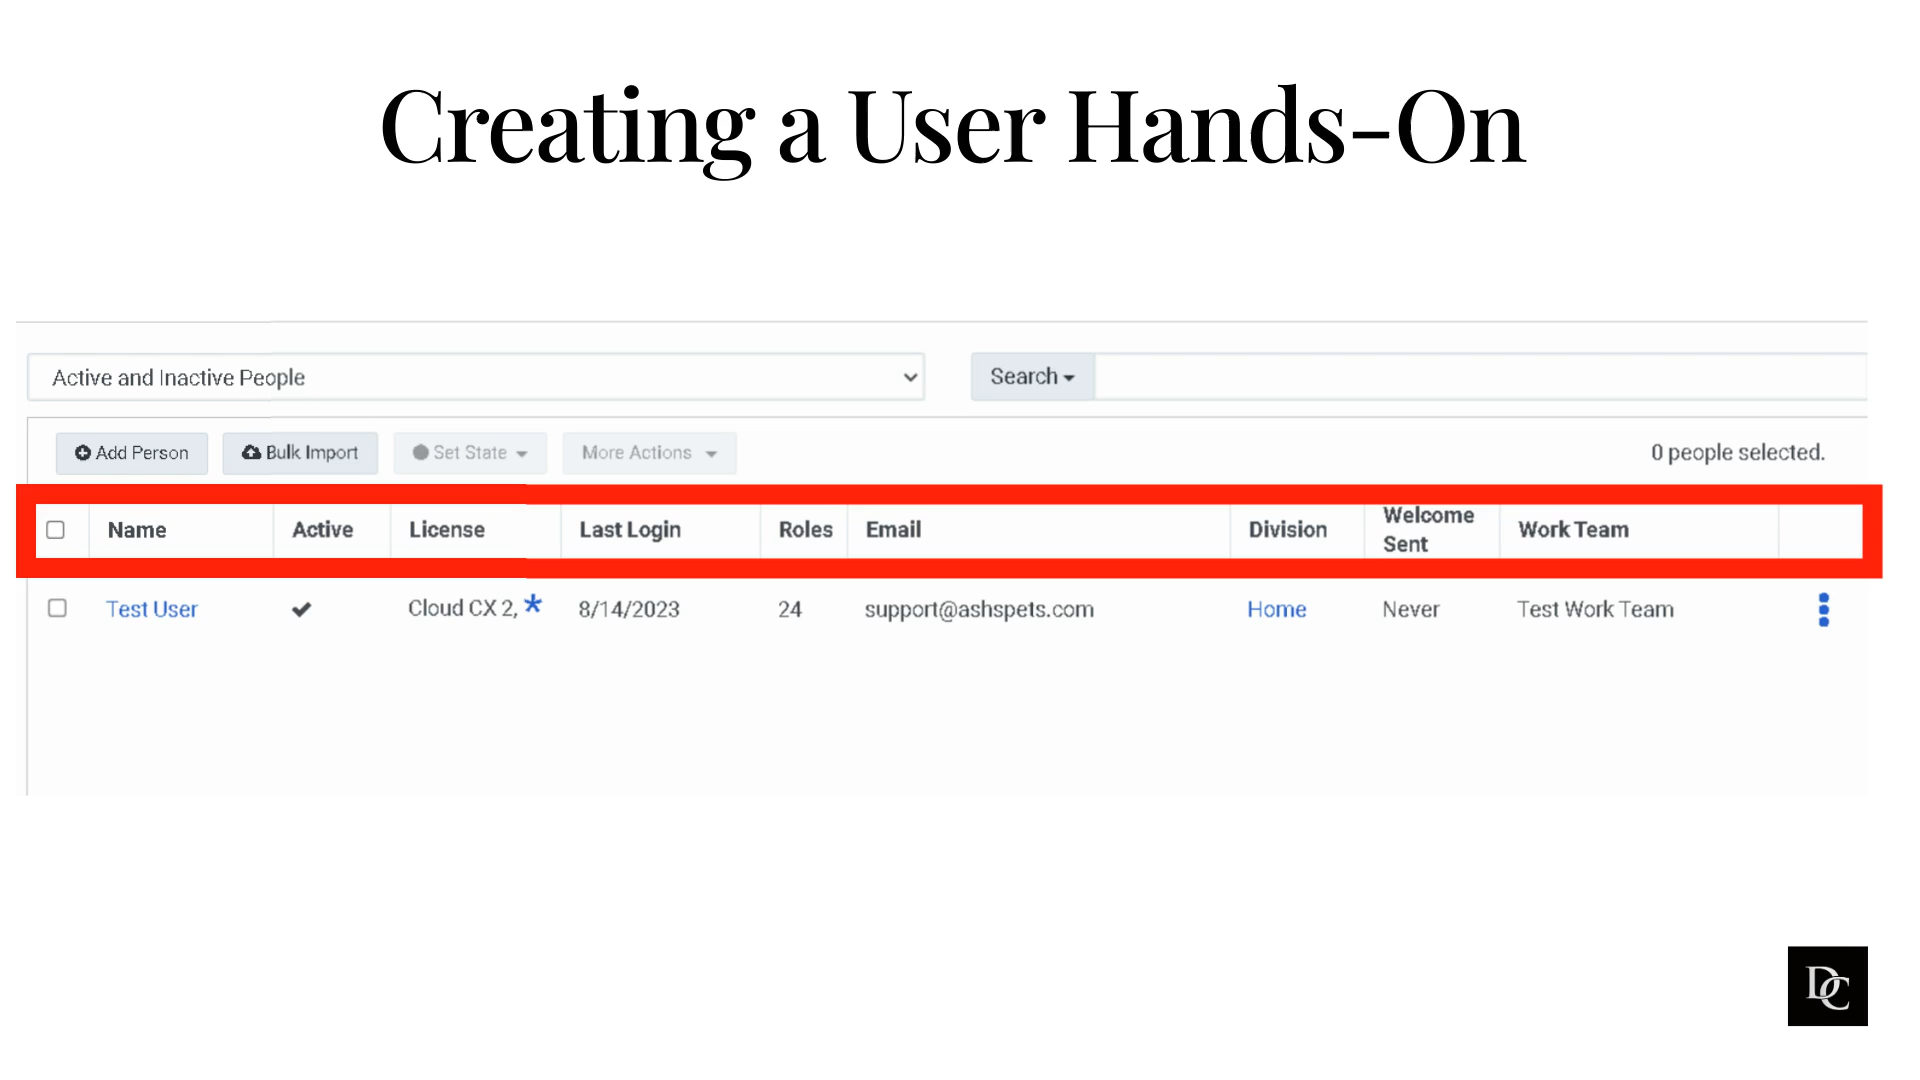 Creating a User Hands-On
Active and Inactive People
Search
Add Person Bulk Import Set State More Actions 0 people selected.
Name Active License Last Login Roles Email Division Welcome Sent Work Team
Test User Cloud CX 2, * 8/14/2023 24 support@ashspets.com Home Never Test Work Team
DC